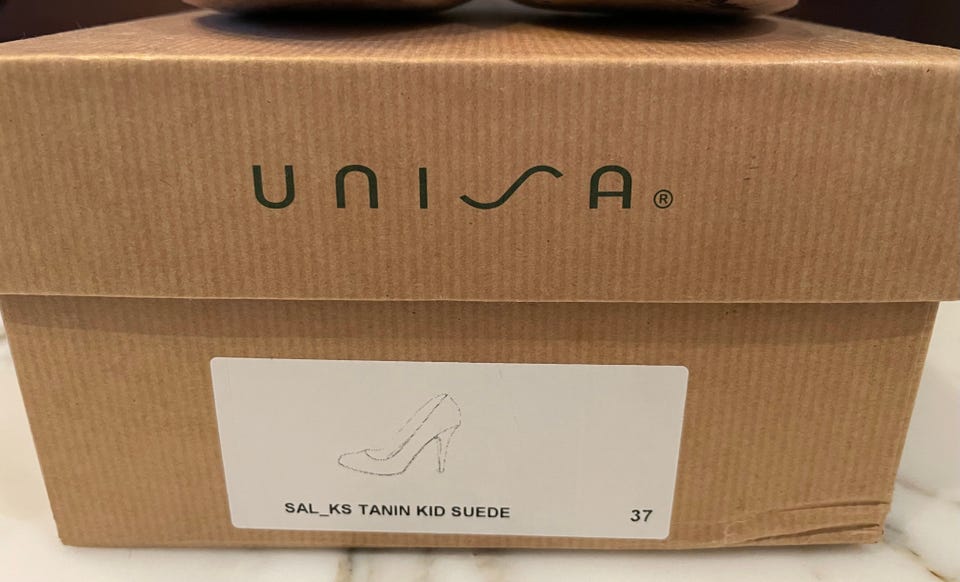 UNISA®
SAL_KS TANIN KID SUEDE 37